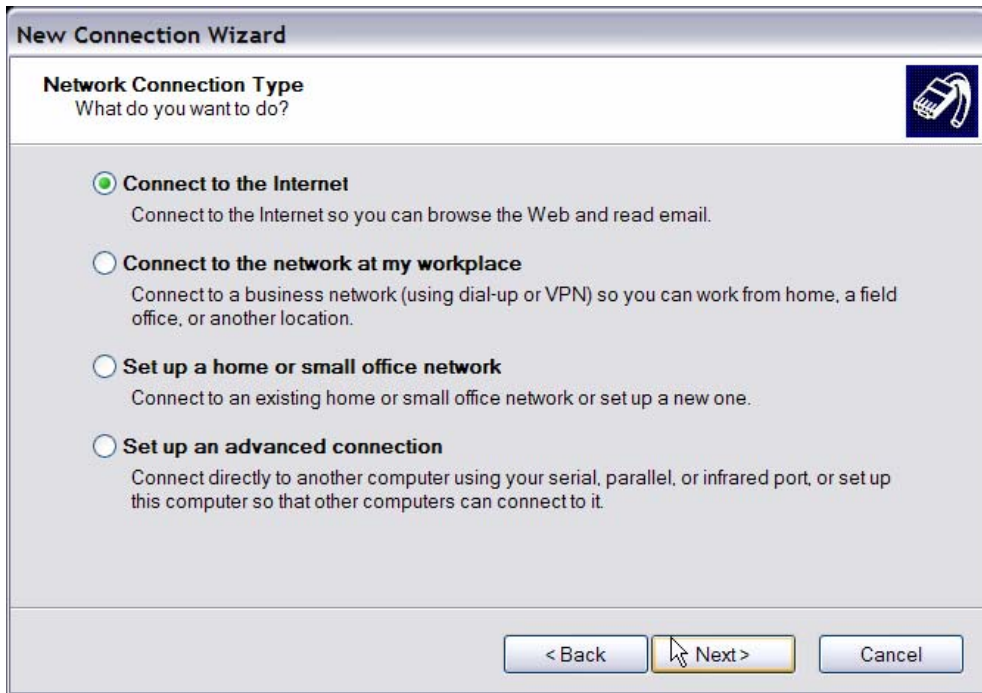 New Connection Wizard
Network Connection Type
What do you want to do?
Connect to the Internet
Connect to the Internet so you can browse the Web and read email.
Connect to the network at my workplace
Connect to a business network (using dial-up or VPN) so you can work from home, a field
office, or another location.
Set up a home or small office network
Connect to an existing home or small office network or set up a new one.
Set up an advanced connection
Connect directly to another computer using your serial, parallel, or infrared port, or set up
this computer so that other computers can connect to it.
< Back
Next >
Cancel